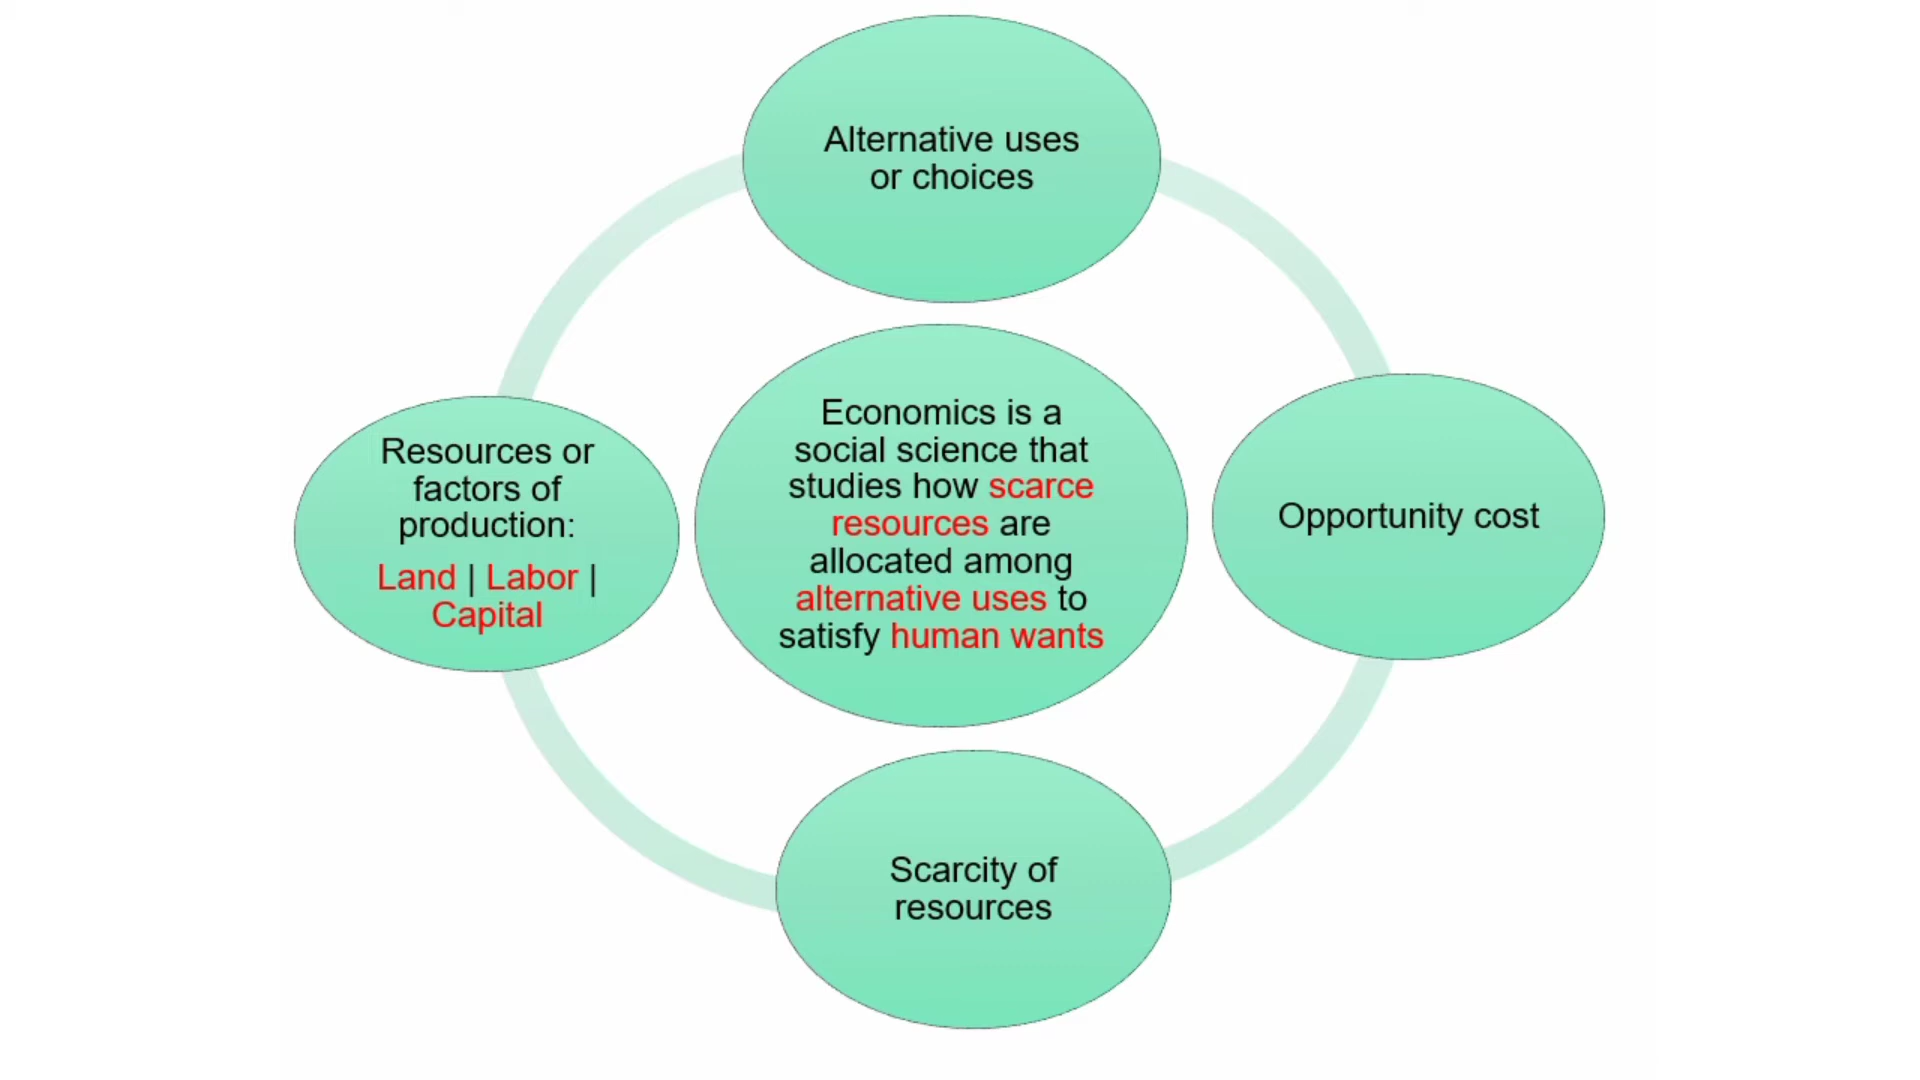 Alternative uses
or choices
Economics is a
social science that
studies how scarce
resources are
allocated among
alternative uses to
satisfy human wants
Resources or
factors of
production:
Land | Labor |
Capital
Opportunity cost
Scarcity of
resources